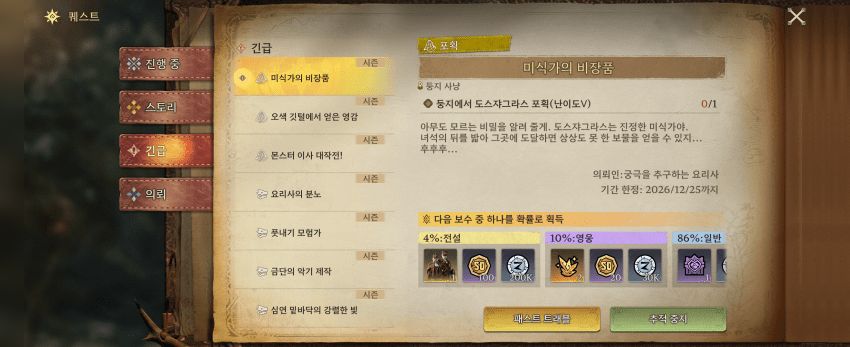 퀘스트
진행 중
스토리
긴급
의뢰
긴급
시즌
미식가의 비장품
시즌
오색 깃털에서 얻은 영감
시즌
몬스터 이사 대작전!
시즌
요리사의 분노
시즌
풋내기 모험가
시즌
금단의 악기 제작
시즌
심연 밑바닥의 강렬한 빛
포획
미식가의 비장품
둥지 사냥
둥지에서 도스쟈그라스 포획(난이도V)
0/1
아무도 모르는 비밀을 알려 줄게. 도스쟈그라스는 진정한 미식가야.
녀석의 뒤를 밟아 그곳에 도달하면 상상도 못 한 보물을 얻을 수 있지...
후후후...
의뢰인:궁극을 추구하는 요리사
기간 한정: 2026/12/25까지
다음 보수 중 하나를 확률로 획득
4%:전설
10%:영웅
86%:일반
1
100
200K
2
20
30K
1
패스트 트래블
추적 중지